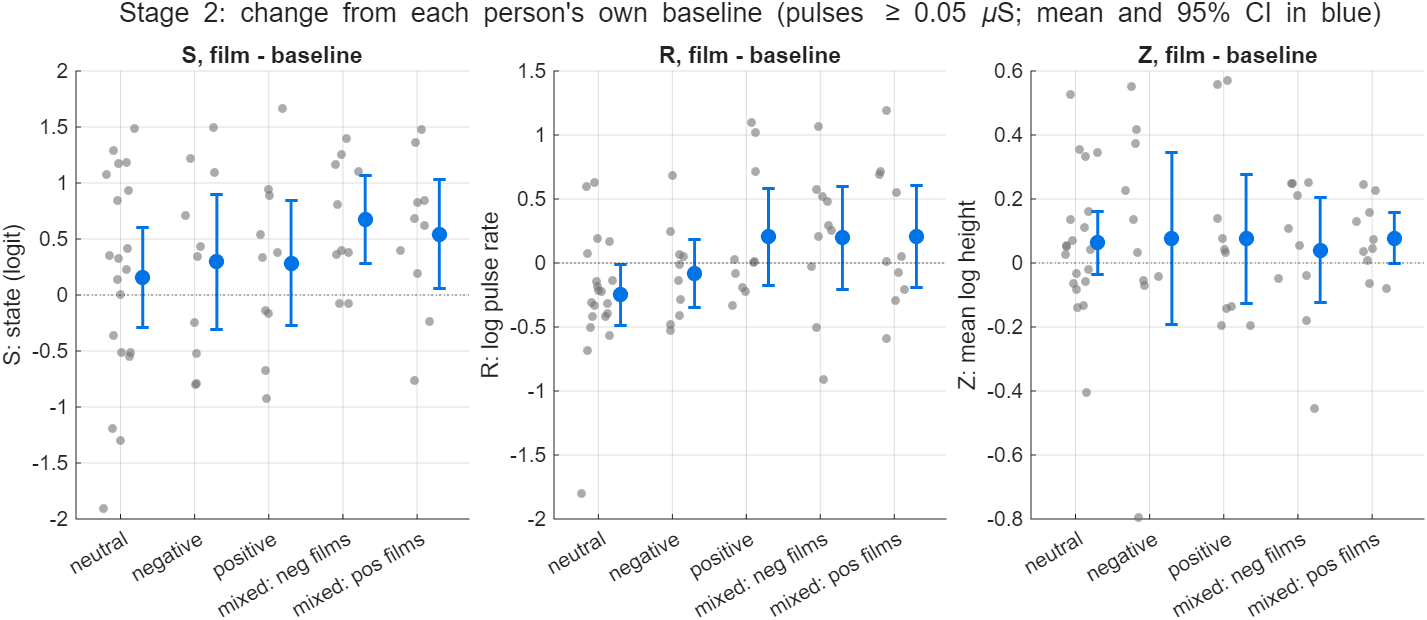 Stage 2: change from each person's own baseline (pulses ≥ 0.05 µS; mean and 95% CI in blue)
S, film - baseline
S: state (logit)
2
1.5
1
0.5
0
-0.5
-1
-1.5
-2
neutral
negative
positive
mixed: neg films
mixed: pos films
R, film - baseline
R: log pulse rate
1.5
1
0.5
0
-0.5
-1
-1.5
-2
neutral
negative
positive
mixed: neg films
mixed: pos films
Z, film - baseline
Z: mean log height
0.6
0.4
0.2
0
-0.2
-0.4
-0.6
-0.8
neutral
negative
positive
mixed: neg films
mixed: pos films